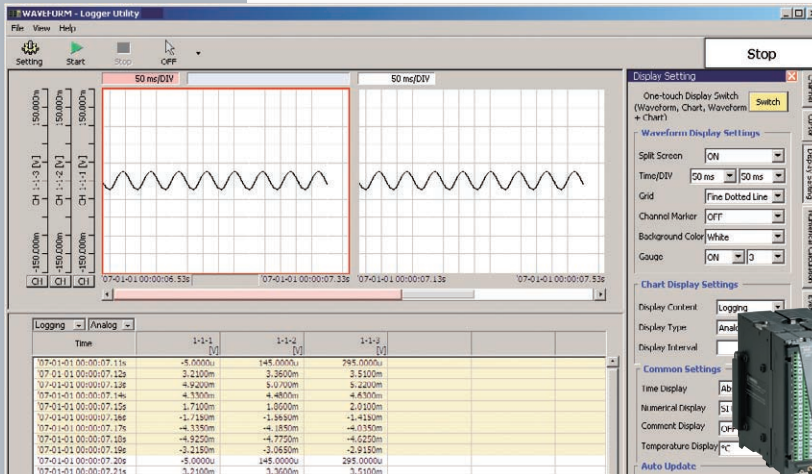 WAVEFORM - Logger Utility
File View Help
Setting Start Stop OFF
Stop
50 ms/DIV 50 ms/DIV
150.000m 150.000m 150.000m
CH 1-1-3 [V] CH 1-1-2 [V] CH 1-1-1 [V]
-150.000m -150.000m -150.000m
CH CH CH
'07-01-01 00:00:06.53s '07-01-01 00:00:07.33s '07-01-01 00:00:07.13s '07-01-01 00:00:07.53s
Logging Analog
Time 1-1-1 1-1-2 1-1-3
[V] [V] [V]
'07-01-01 00:00:07.11s -5.0000u 145.0000u 295.0000u
'07-01-01 00:00:07.12s 3.2100m 3.3600m 3.5100m
'07-01-01 00:00:07.13s 4.9200m 5.0700m 5.2200m
'07-01-01 00:00:07.14s 4.3300m 4.4800m 4.6300m
'07-01-01 00:00:07.15s 1.7100m 1.8600m 2.0100m
'07-01-01 00:00:07.16s -1.7150m -1.5650m -1.4150m
'07-01-01 00:00:07.17s -4.3350m -4.1850m -4.0350m
'07-01-01 00:00:07.18s -4.9250m -4.7750m -4.6250m
'07-01-01 00:00:07.19s -3.2150m -3.0650m -2.9150m
'07-01-01 00:00:07.20s -5.0000u 145.0000u 295.0000u
'07-01-01 00:00:07.21s 3.2100m 3.3600m 3.5100m
Display Setting
One-touch Display Switch
(Waveform, Chart, Waveform
+ Chart)
Switch
Waveform Display Settings
Split Screen ON
Time/DIV 50 ms 50 ms
Grid Fine Dotted Line
Channel Marker OFF
Background Color White
Gauge ON 3
Chart Display Settings
Display Content Logging
Display Type Analo
Display Interval
Common Settings
Time Display Ab
Numerical Display SI
Comment Display OFF
Temperature Display °C
Auto Update
Display Setting